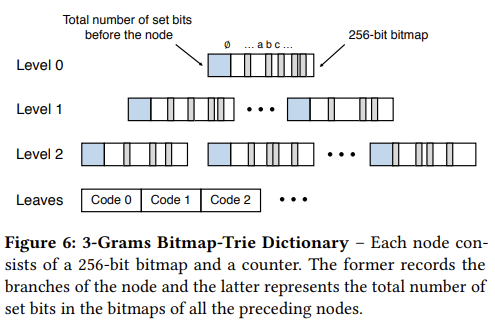 Total number of set bits
before the node
Ø ... a b c ...
256-bit bitmap
Level 0
Level 1
Level 2
Leaves Code 0 Code 1 Code 2
Figure 6: 3-Grams Bitmap-Trie Dictionary – Each node con-
sists of a 256-bit bitmap and a counter. The former records the
branches of the node and the latter represents the total number of
set bits in the bitmaps of all the preceding nodes.